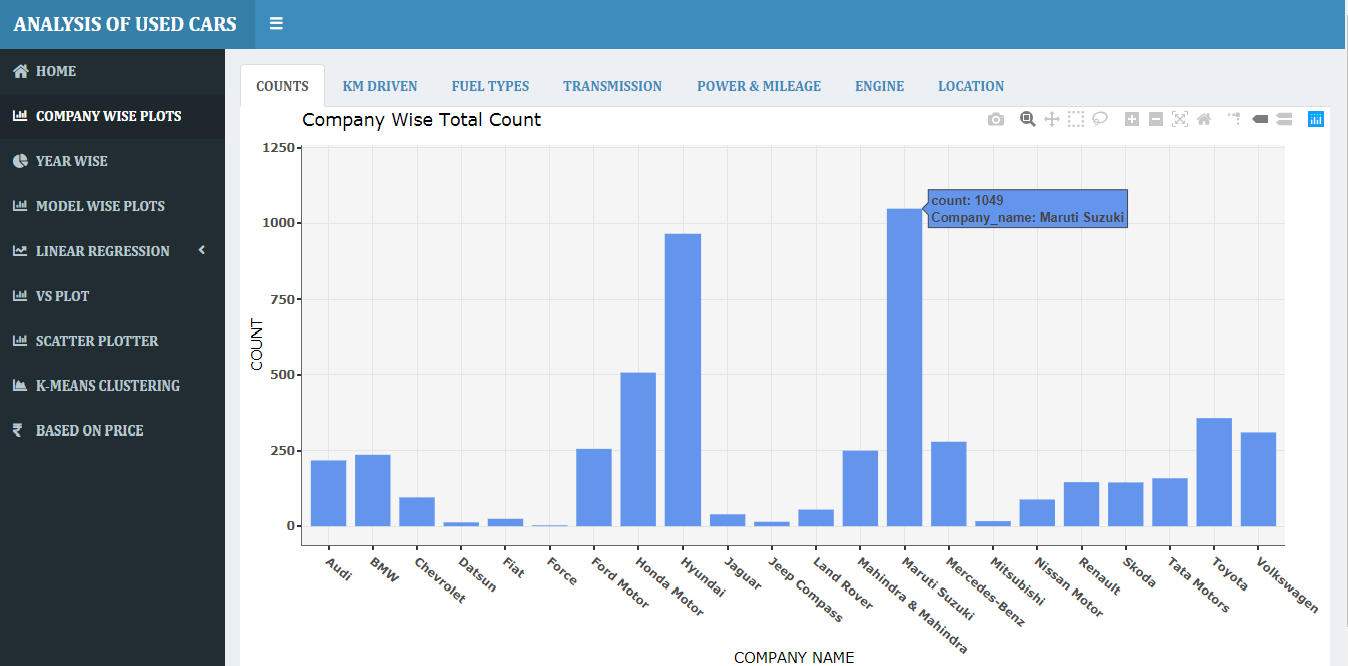 ANALYSIS OF USED CARS
HOME
COMPANY WISE PLOTS
YEAR WISE
MODEL WISE PLOTS
LINEAR REGRESSION
VS PLOT
SCATTER PLOTTER
K-MEANS CLUSTERING
BASED ON PRICE
COUNTS KM DRIVEN FUEL TYPES TRANSMISSION POWER & MILEAGE ENGINE LOCATION
Company Wise Total Count
1250
1000
750
500
250
0
COUNT
count: 1049
Company_name: Maruti Suzuki
Audi
BMW
Chevrolet
Datsun
Fiat
Force
Ford Motor
Honda Motor
Hyundai
Jaguar
Jeep Compass
Land Rover
Mahindra & Mahindra
Maruti Suzuki
Mercedes-Benz
Mitsubishi
Nissan Motor
Renault
Skoda
Tata Motors
Toyota
Volkswagen
COMPANY NAME